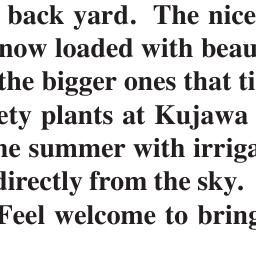 back yard. The nice
now loaded with beau
the bigger ones that ti
ety plants at Kujawa
he summer with irriga
directly from the sky.
Feel welcome to bring